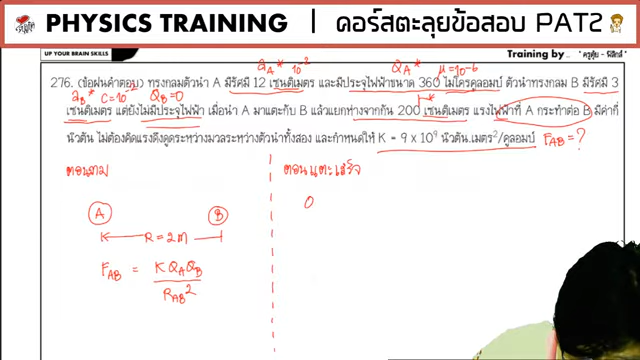 PHYSICS TRAINING คอร์สตะลุยข้อสอบ PAT2
UP YOUR BRAIN SKILLS
Training by.. ครูตุ้ย - ฟิสิกส์
a_A * 10⁻² Q_A * μ = 10⁻⁶
276. (ข้อฝนคำตอบ) ทรงกลมตัวนำ A มีรัศมี 12 เซนติเมตร และมีประจุไฟฟ้าขนาด 360 ไมโครคูลอมบ์ ตัวนำทรงกลม B มีรัศมี 3
a_B * C=10⁻² Q_B=0
เซนติเมตร แต่ยังไม่มีประจุไฟฟ้า เมื่อนำ A มาแตะกับ B แล้วแยกห่างจากกัน 200 เซนติเมตร แรงไฟฟ้าที่ A กระทำต่อ B มีค่ากี่
นิวตัน ไม่ต้องคิดแรงดึงดูดระหว่างมวลระหว่างตัวนำทั้งสอง และกำหนดให้ K = 9 x 10⁹ นิวตัน.เมตร²/คูลอมบ์ F_AB = ?
ตอนถาม ตอนแตะเสร็จ
A B
R = 2m
F_AB = K Q_A Q_B
R_AB²